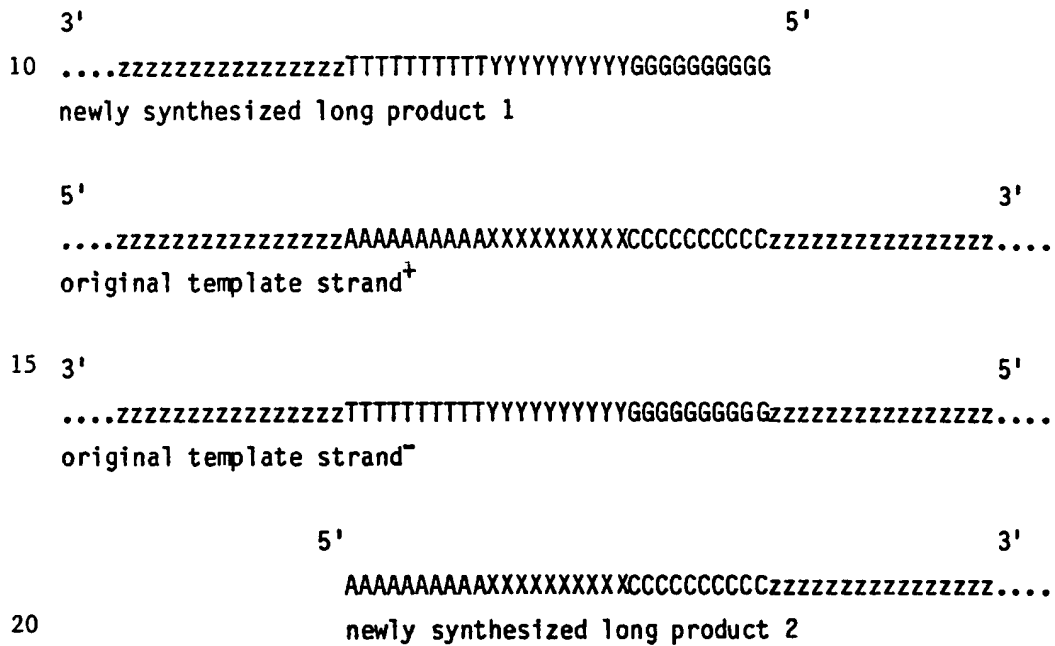 3' 5'
10 ....zzzzzzzzzzzzzzzzTTTTTTTTTTYYYYYYYYYYGGGGGGGGGG
newly synthesized long product 1
5' 3'
....zzzzzzzzzzzzzzzzAAAAAAAAAAXXXXXXXXXXCCCCCCCCCCzzzzzzzzzzzzzzzz....
original template strand+
15 3' 5'
....zzzzzzzzzzzzzzzzTTTTTTTTTTYYYYYYYYYYGGGGGGGGGGzzzzzzzzzzzzzzzz....
original template strand-
5' 3'
AAAAAAAAAAXXXXXXXXXXCCCCCCCCCCzzzzzzzzzzzzzzzz....
20 newly synthesized long product 2